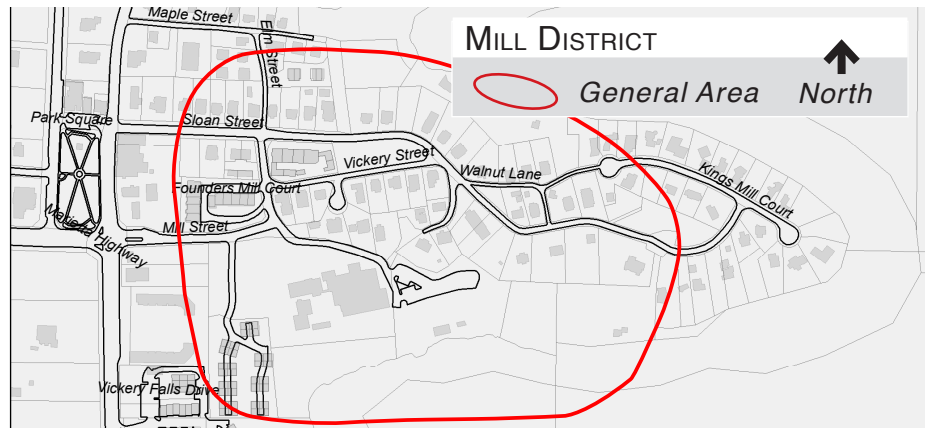 Maple Street
Elm Street
MILL DISTRICT
General Area
North
Park Square
Sloan Street
Vickery Street
Walnut Lane
Kings Mill Court
Founders Mill Court
Mill Street
Marietta Highway
Vickery Falls Drive